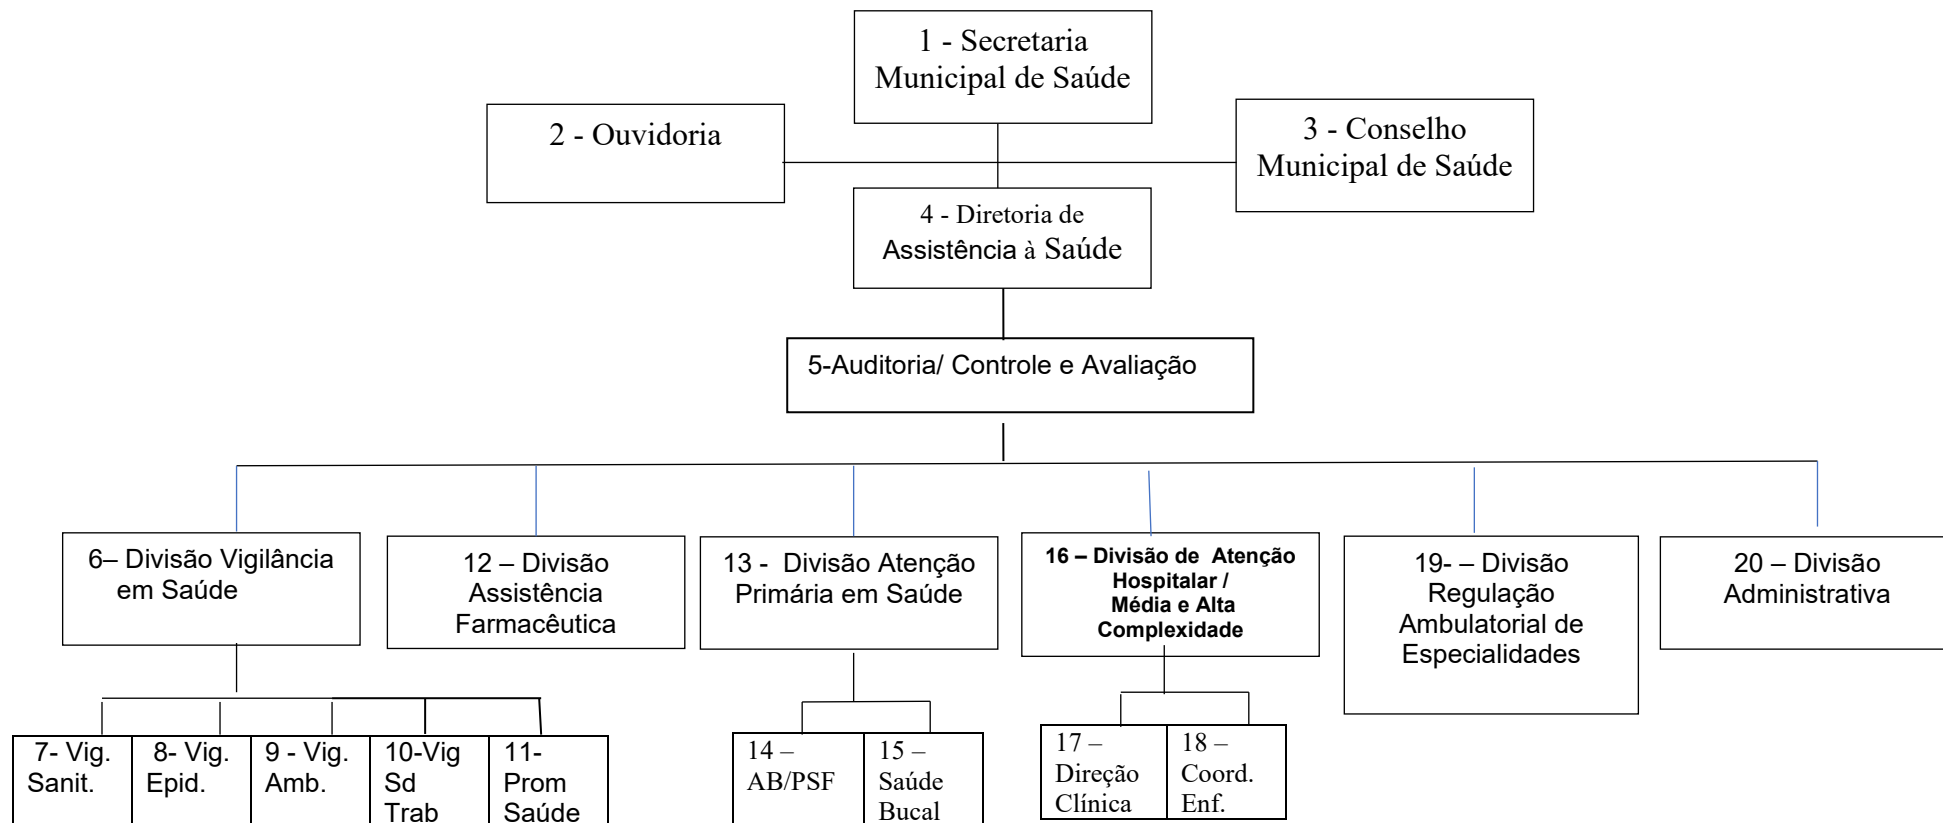 1 - Secretaria
Municipal de Saúde
2 - Ouvidoria
3 - Conselho
Municipal de Saúde
4 - Diretoria de
Assistência à Saúde
5-Auditoria/ Controle e Avaliação
6– Divisão Vigilância
em Saúde
12 – Divisão
Assistência
Farmacêutica
13 - Divisão Atenção
Primária em Saúde
16 – Divisão de Atenção
Hospitalar /
Média e Alta
Complexidade
19- – Divisão
Regulação
Ambulatorial de
Especialidades
20 – Divisão
Administrativa
7- Vig.
Sanit.
8- Vig.
Epid.
9 - Vig.
Amb.
10-Vig
Sd
Trab
11-
Prom
Saúde
14 –
AB/PSF
15 –
Saúde
Bucal
17 –
Direção
Clínica
18 –
Coord.
Enf.